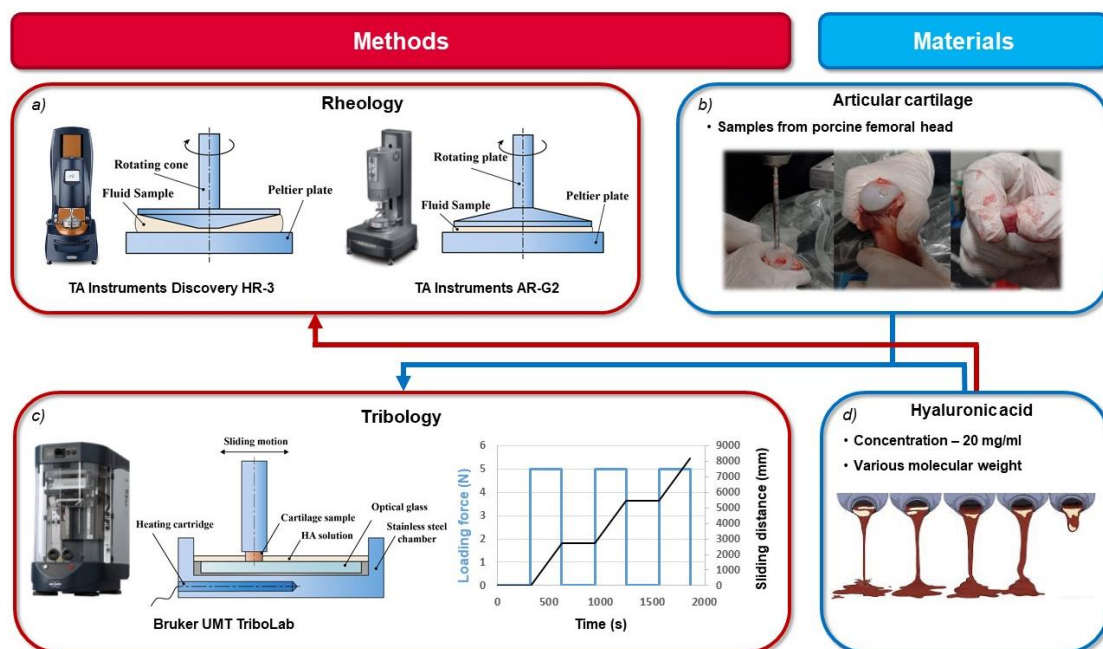 Methods
Materials
a)
Rheology
Rotating cone
Fluid Sample
Peltier plate
TA Instruments Discovery HR-3
Rotating plate
Fluid Sample
Peltier plate
TA Instruments AR-G2
b)
Articular cartilage
• Samples from porcine femoral head
c)
Tribology
Sliding motion
Heating cartridge
Cartilage sample
HA solution
Optical glass
Stainless steel
chamber
Bruker UMT TriboLab
Loading force (N)
6
5
4
3
2
1
0
9000
8000
7000
6000
5000
4000
3000
2000
1000
0
Sliding distance (mm)
0
500
1000
1500
2000
Time (s)
d)
Hyaluronic acid
• Concentration – 20 mg/ml
• Various molecular weight